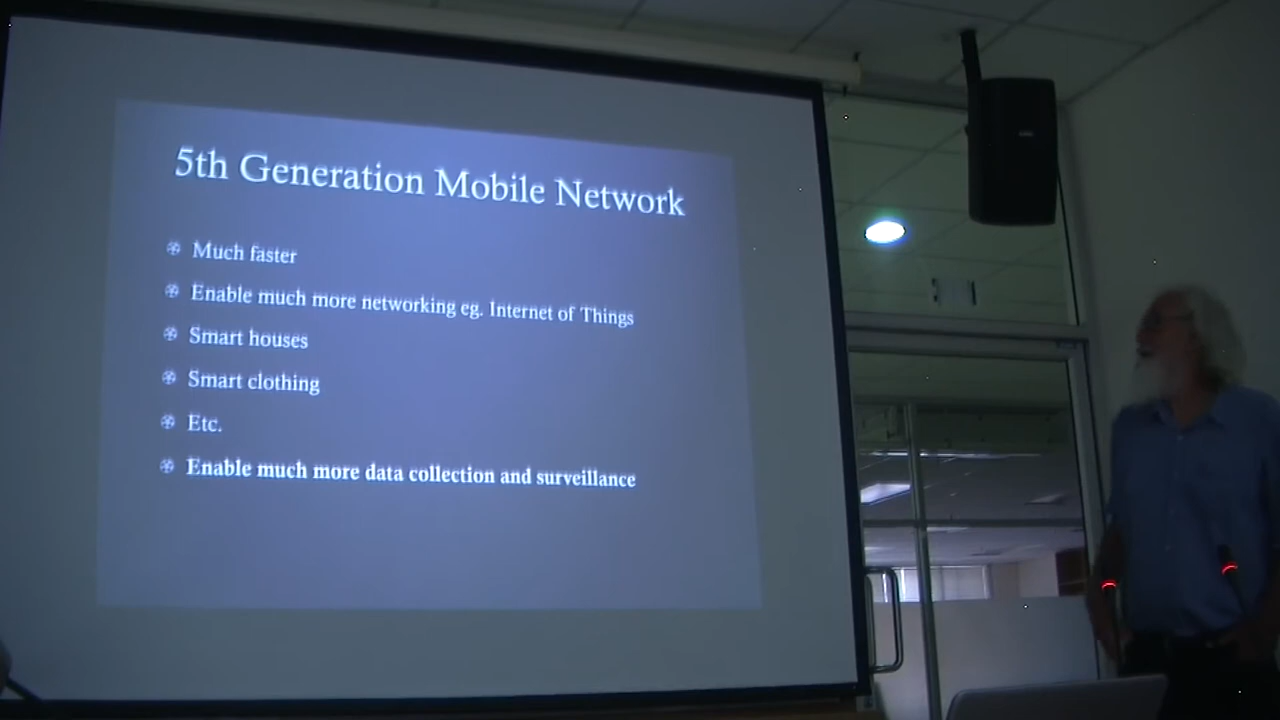 5th Generation Mobile Network
Much faster
Enable much more networking eg. Internet of Things
Smart houses
Smart clothing
Etc.
Enable much more data collection and surveillance